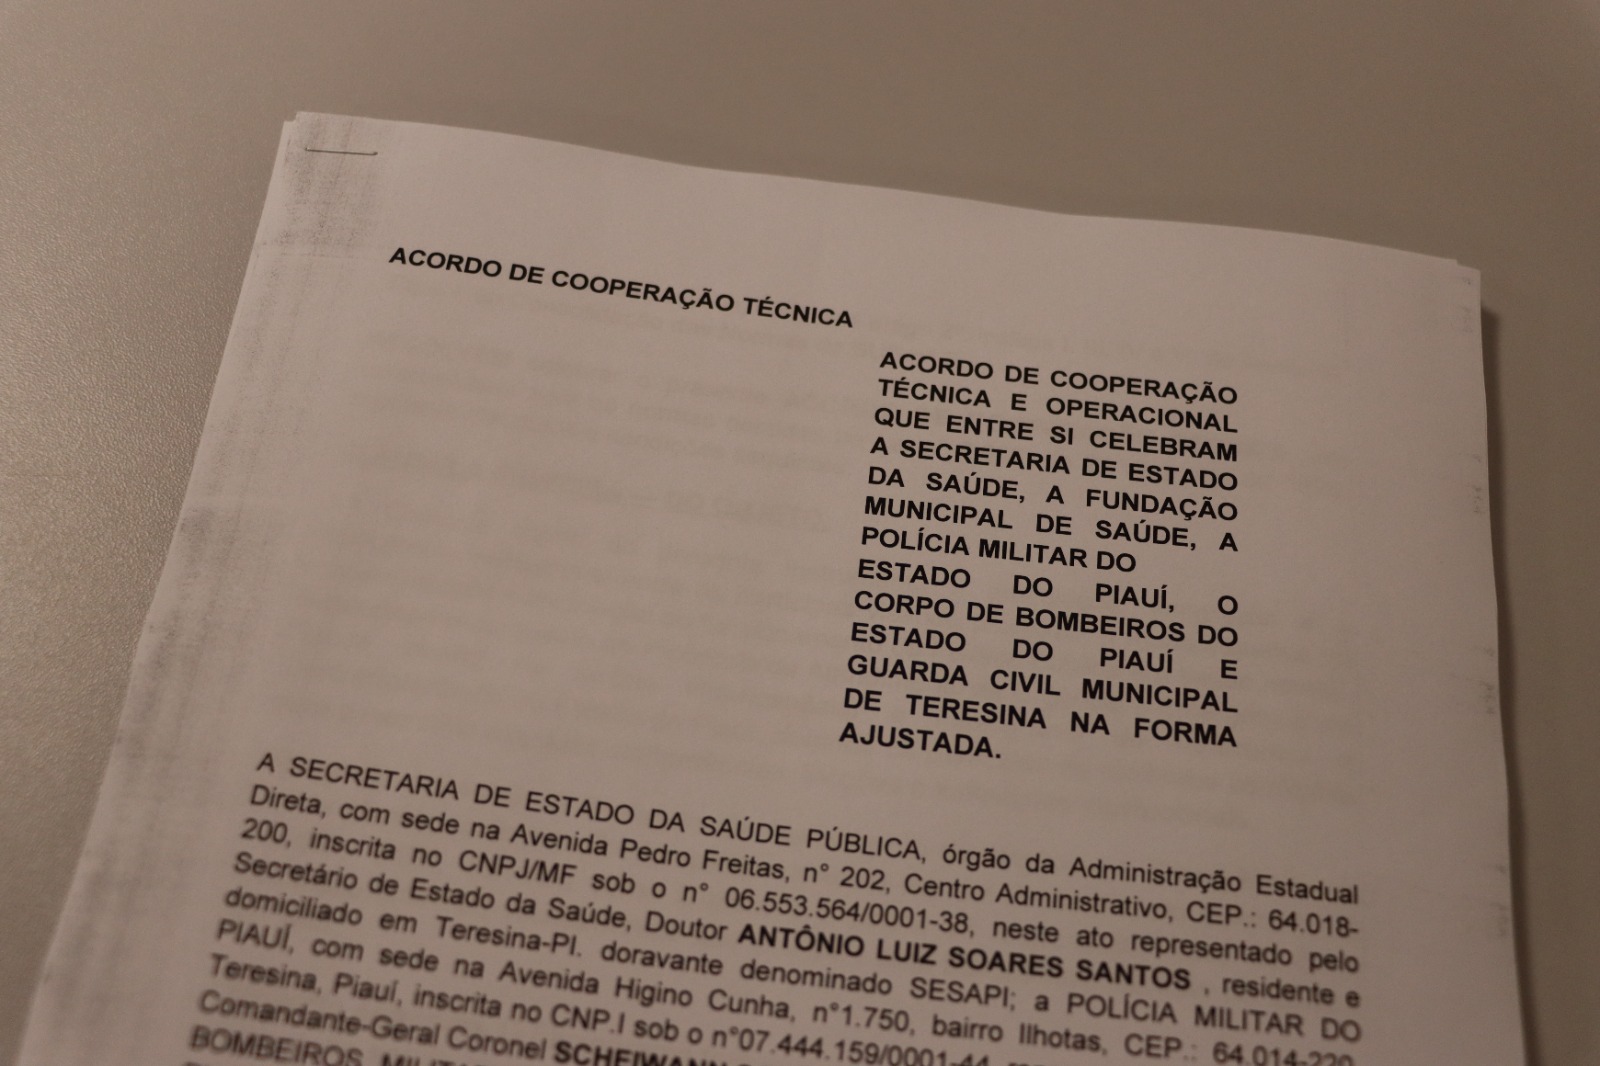 ACORDO DE COOPERAÇÃO TÉCNICA
ACORDO DE COOPERAÇÃO
TÉCNICA E OPERACIONAL
QUE ENTRE SI CELEBRAM
A SECRETARIA DE ESTADO
DA SAÚDE, A FUNDAÇÃO
MUNICIPAL DE SAÚDE, A
POLÍCIA MILITAR DO
ESTADO DO PIAUÍ, O
CORPO DE BOMBEIROS DO
ESTADO DO PIAUÍ E
GUARDA CIVIL MUNICIPAL
DE TERESINA NA FORMA
AJUSTADA.
A SECRETARIA DE ESTADO DA SAÚDE PÚBLICA, órgão da Administração Estadual
Direta, com sede na Avenida Pedro Freitas, n° 202, Centro Administrativo, CEP.: 64.018-
200, inscrita no CNPJ/MF sob o n° 06.553.564/0001-38, neste ato representado pelo
Secretário de Estado da Saúde, Doutor ANTÔNIO LUIZ SOARES SANTOS , residente e
domiciliado em Teresina-PI. doravante denominado SESAPI; a POLÍCIA MILITAR DO
PIAUÍ, com sede na Avenida Higino Cunha, n°1.750, bairro Ilhotas, CEP.: 64.014-220,
Teresina, Piauí, inscrita no CNP.I sob o n°07.444.159/0001-44
Comandante-Geral Coronel SCHEIWANN
BOMBEIROS